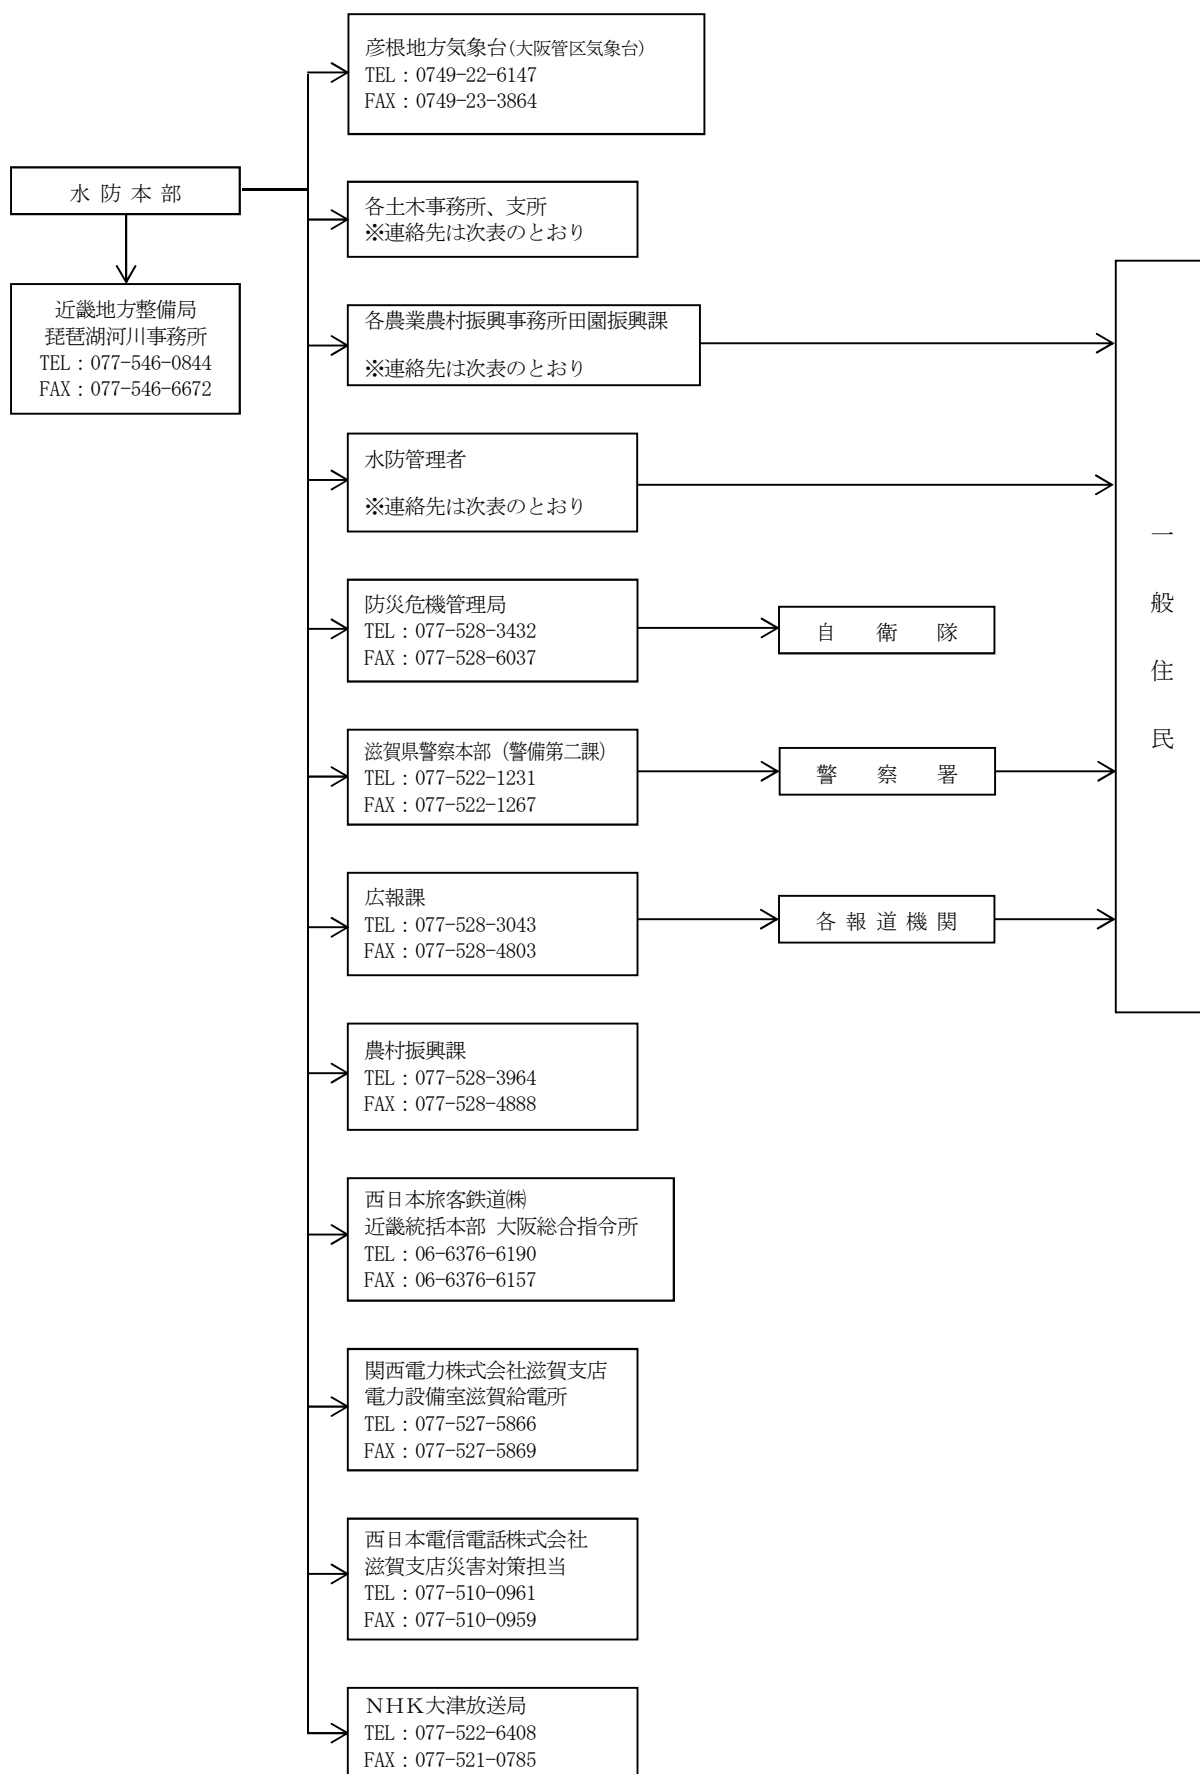 彦根地方気象台(大阪管区気象台)
TEL：0749-22-6147
FAX：0749-23-3864
水 防 本 部
近畿地方整備局
琵琶湖河川事務所
TEL：077-546-0844
FAX：077-546-6672
各土木事務所、支所
※連絡先は次表のとおり
各農業農村振興事務所田園振興課
※連絡先は次表のとおり
水防管理者
※連絡先は次表のとおり
防災危機管理局
TEL：077-528-3432
FAX：077-528-6037
自 衛 隊
滋賀県警察本部（警備第二課）
TEL：077-522-1231
FAX：077-522-1267
警 察 署
広報課
TEL：077-528-3043
FAX：077-528-4803
各 報 道 機 関
一般住民
農村振興課
TEL：077-528-3964
FAX：077-528-4888
西日本旅客鉄道㈱
近畿統括本部 大阪総合指令所
TEL：06-6376-6190
FAX：06-6376-6157
関西電力株式会社滋賀支店
電力設備室滋賀給電所
TEL：077-527-5866
FAX：077-527-5869
西日本電信電話株式会社
滋賀支店災害対策担当
TEL：077-510-0961
FAX：077-510-0959
ＮＨＫ大津放送局
TEL：077-522-6408
FAX：077-521-0785